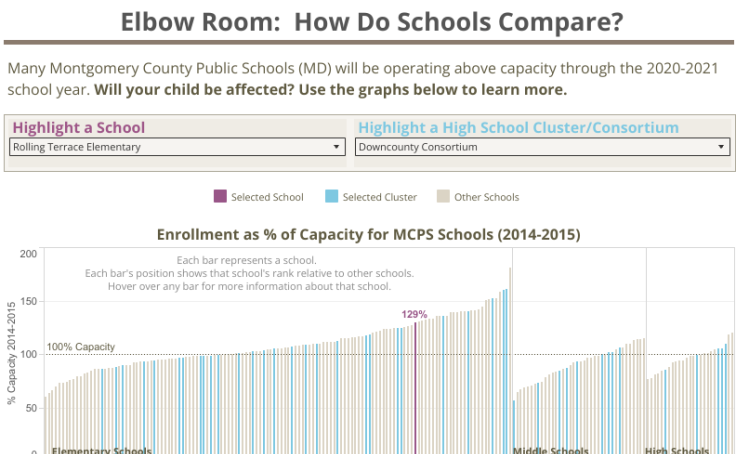 Elbow Room:  How Do Schools Compare?
Many Montgomery County Public Schools (MD) will be operating above capacity through the 2020-2021
school year. Will your child be affected? Use the graphs below to learn more.
Highlight a School
Rolling Terrace Elementary
Highlight a High School Cluster/Consortium
Downcounty Consortium
Selected School
Selected Cluster
Other Schools
Enrollment as % of Capacity for MCPS Schools (2014-2015)
Each bar represents a school.
Each bar's position shows that school's rank relative to other schools.
Hover over any bar for more information about that school.
% Capacity 2014-2015
200
150
100
50
0
100% Capacity
129%
Elementary Schools
Middle Schools
High Schools